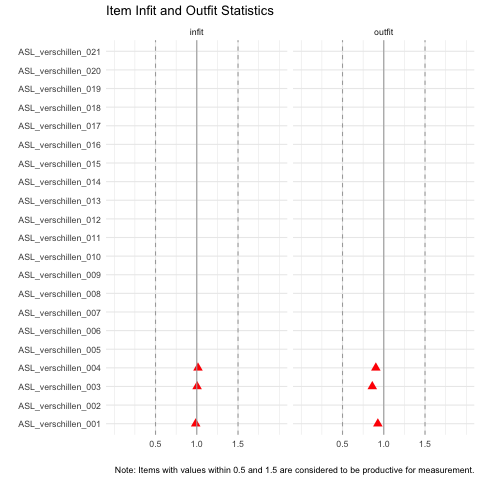 Item Infit and Outfit Statistics
infit outfit
ASL_verschillen_021
ASL_verschillen_020
ASL_verschillen_019
ASL_verschillen_018
ASL_verschillen_017
ASL_verschillen_016
ASL_verschillen_015
ASL_verschillen_014
ASL_verschillen_013
ASL_verschillen_012
ASL_verschillen_011
ASL_verschillen_010
ASL_verschillen_009
ASL_verschillen_008
ASL_verschillen_007
ASL_verschillen_006
ASL_verschillen_005
ASL_verschillen_004
ASL_verschillen_003
ASL_verschillen_002
ASL_verschillen_001
0.5 1.0 1.5 0.5 1.0 1.5
Note: Items with values within 0.5 and 1.5 are considered to be productive for measurement.